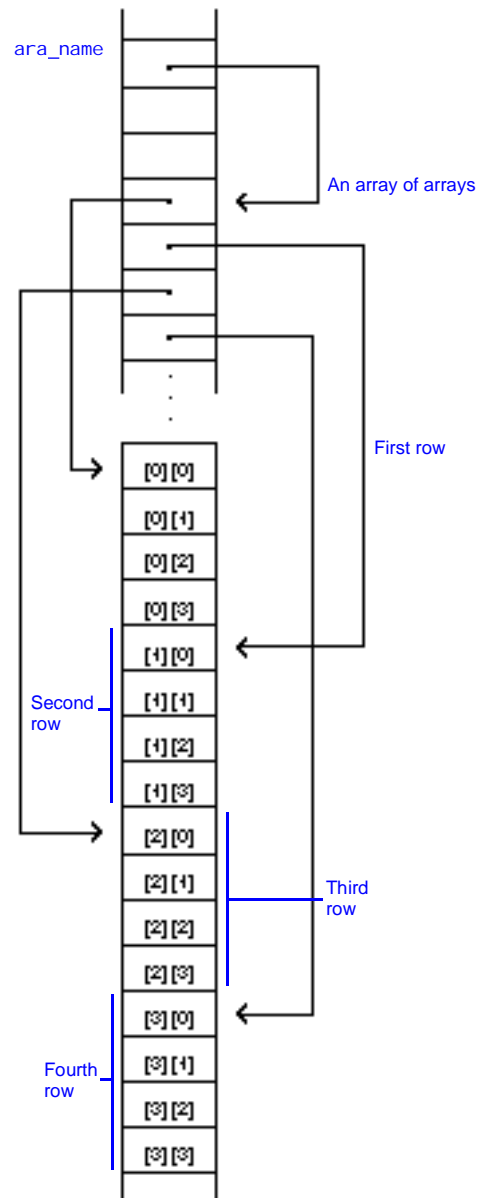 ara_name
An array of arrays
First row
[0][0]
[0][1]
[0][2]
[0][3]
[1][0]
Second
row
[1][1]
[1][2]
[1][3]
[2][0]
[2][1]
Third
row
[2][2]
[2][3]
[3][0]
[3][1]
Fourth
row
[3][2]
[3][3]